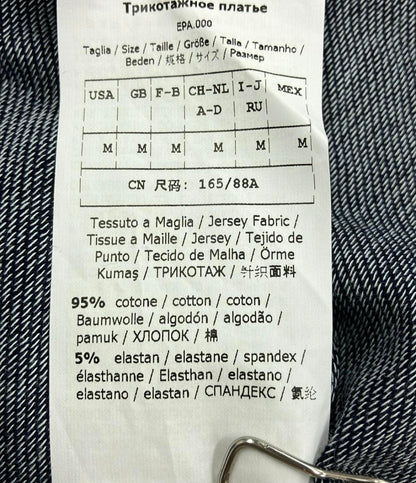 Трикотажное платье
EPA.000
Taglia / Size / Taille / Größe / Talla / Tamanho /
Beden / 规格 / サイズ / Размер
USA GB F-B CH-NL I-J MEX
A-D RU
M M M M M M
CN 尺码: 165/88A
Tessuto a Maglia / Jersey Fabric /
Tissue a Maille / Jersey / Tejido de
Punto / Tecido de Malha / Örme
Kumaş / ТРИКОТАЖ / 针织面料
95% cotone / cotton / coton /
Baumwolle / algodón / algodão /
pamuk / ХЛОПОК / 棉
5% elastan / elastane / spandex /
élasthanne / Elasthan / elastano /
elastano / elastan / СПАНДЕКС / 氨纶